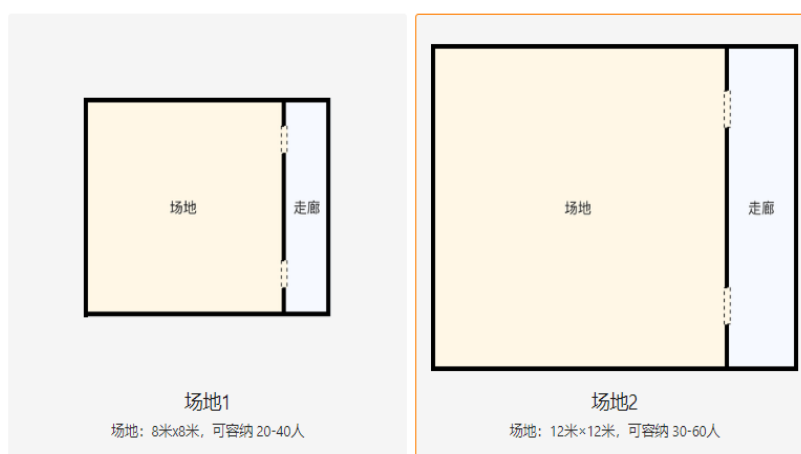 场地
走廊
场地1
场地：8米x8米，可容纳 20-40人
场地
走廊
场地2
场地：12米×12米，可容纳 30-60人